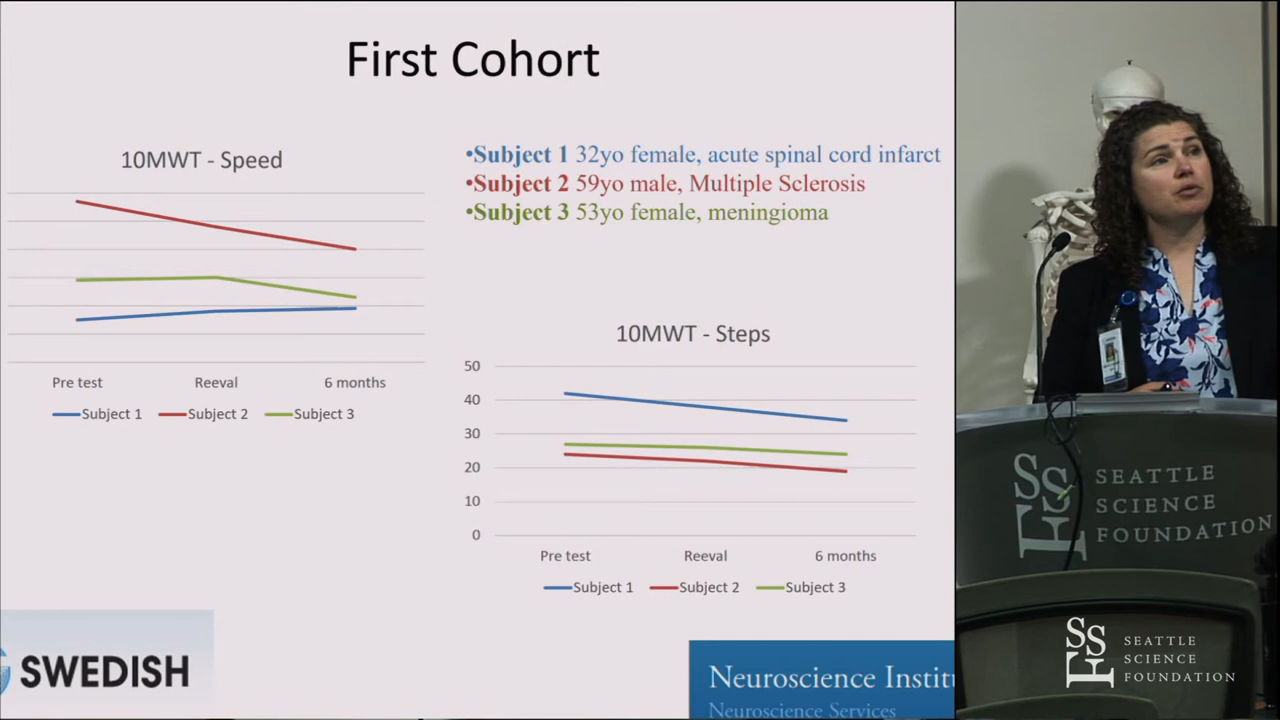 First Cohort
10MWT - Speed
Pre test
Reeval
6 months
Subject 1
Subject 2
Subject 3
•Subject 1 32yo female, acute spinal cord infarct
•Subject 2 59yo male, Multiple Sclerosis
•Subject 3 53yo female, meningioma
10MWT - Steps
50
40
30
20
10
0
Pre test
Reeval
6 months
Subject 1
Subject 2
Subject 3
SWEDISH
Neuroscience
Neuroscience Services
SSF
SEATTLE
SCIENCE
FOUNDATION
SSF
SEATTLE
SCIENCE
FOUNDATION